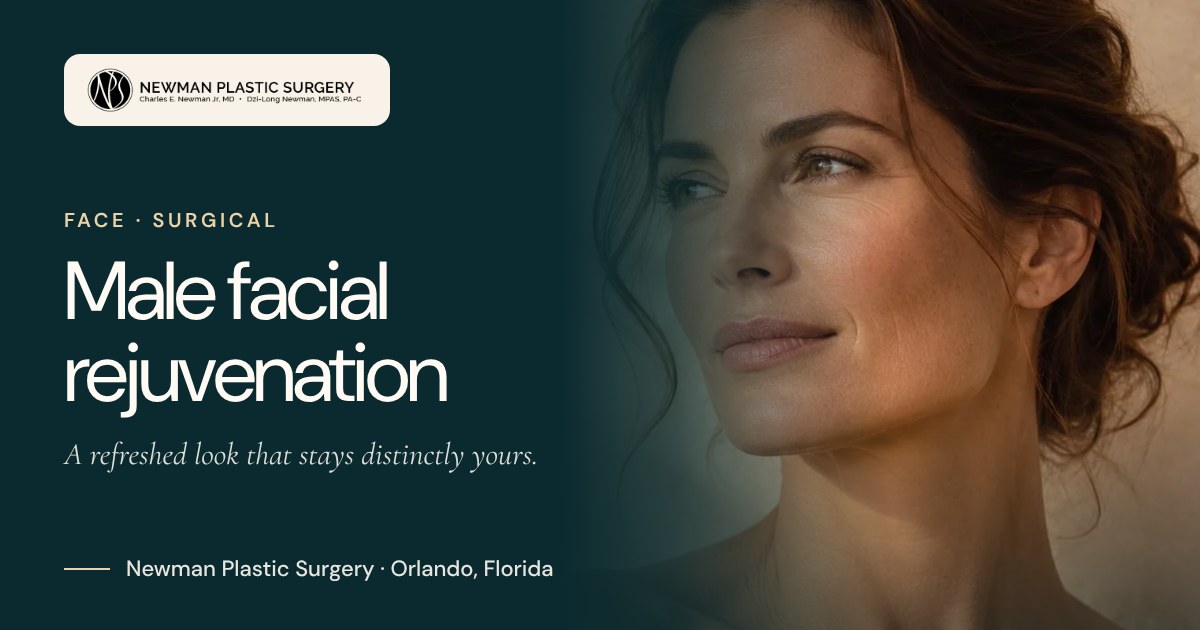 NPS
NEWMAN PLASTIC SURGERY
Charles E. Newman Jr, MD • Dzi-Long Newman, MPAS, PA-C
FACE · SURGICAL
Male facial
rejuvenation
A refreshed look that stays distinctly yours.
Newman Plastic Surgery · Orlando, Florida